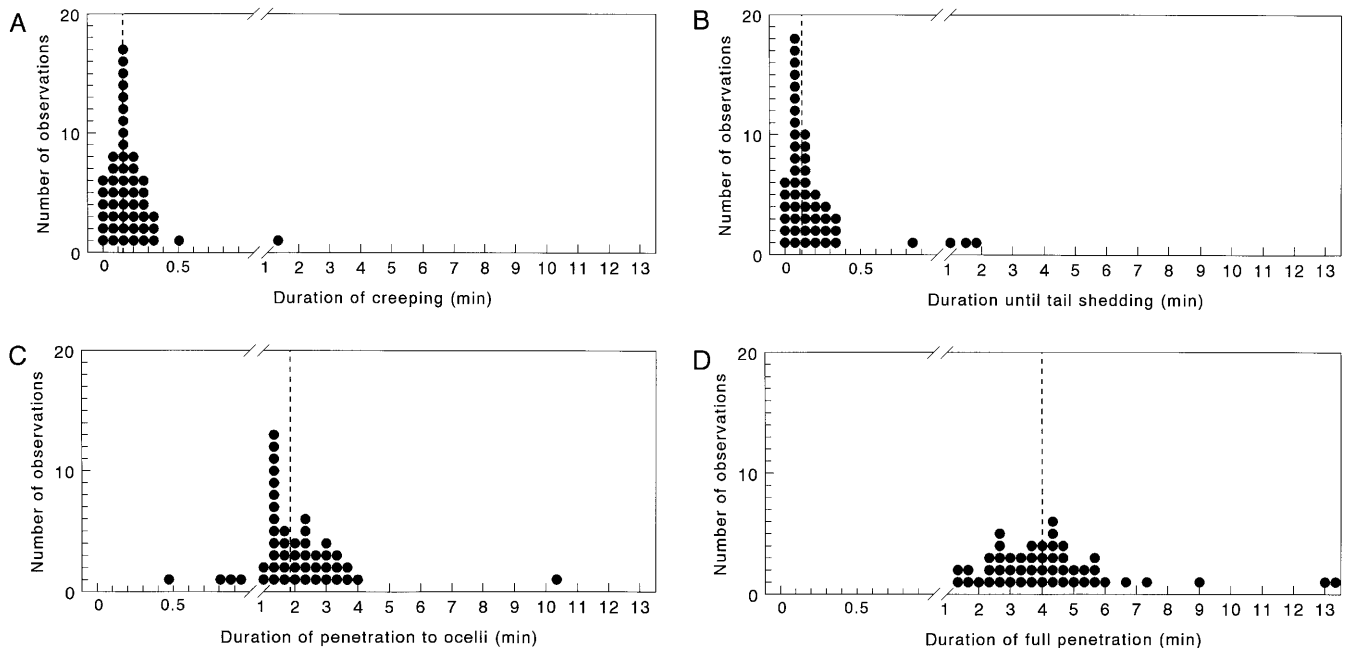 A
20
10
0
Number of observations
0 0.5 1 2 3 4 5 6 7 8 9 10 11 12 13
Duration of creeping (min)
B
20
10
0
Number of observations
0 0.5 1 2 3 4 5 6 7 8 9 10 11 12 13
Duration until tail shedding (min)
C
20
10
0
Number of observations
0 0.5 1 2 3 4 5 6 7 8 9 10 11 12 13
Duration of penetration to ocelii (min)
D
20
10
0
Number of observations
0 0.5 1 2 3 4 5 6 7 8 9 10 11 12 13
Duration of full penetration (min)